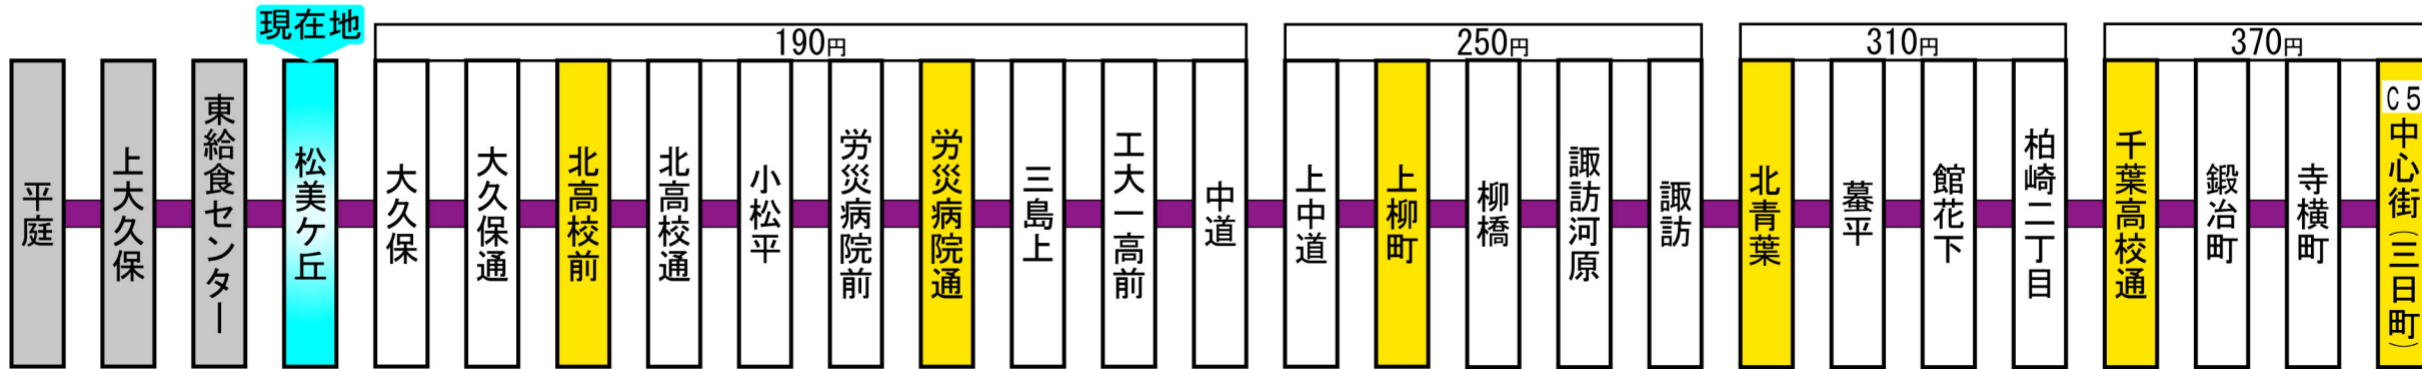 現在地
190円
250円
310円
370円
平庭
上大久保
東給食センター
松美ケ丘
大久保
大久保通
北高校前
北高校通
小松平
労災病院前
労災病院通
三島上
工大一高前
中道
上中道
上柳町
柳橋
諏訪河原
諏訪
北青葉
蟇平
館花下
柏崎二丁目
千葉高校通
鍛冶町
寺横町
C5
中心街(三日町)